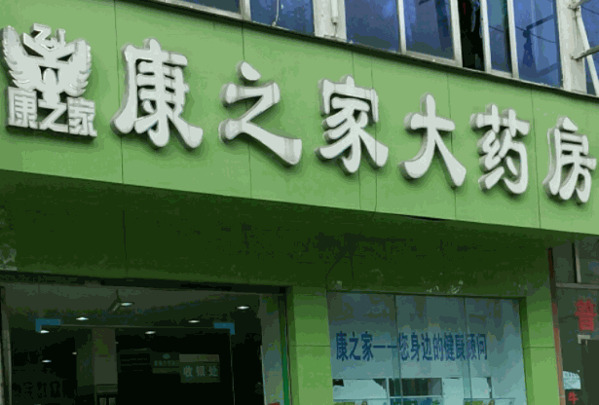 康之家
康之家大药房
康之家——您身边的健康顾问
收银处